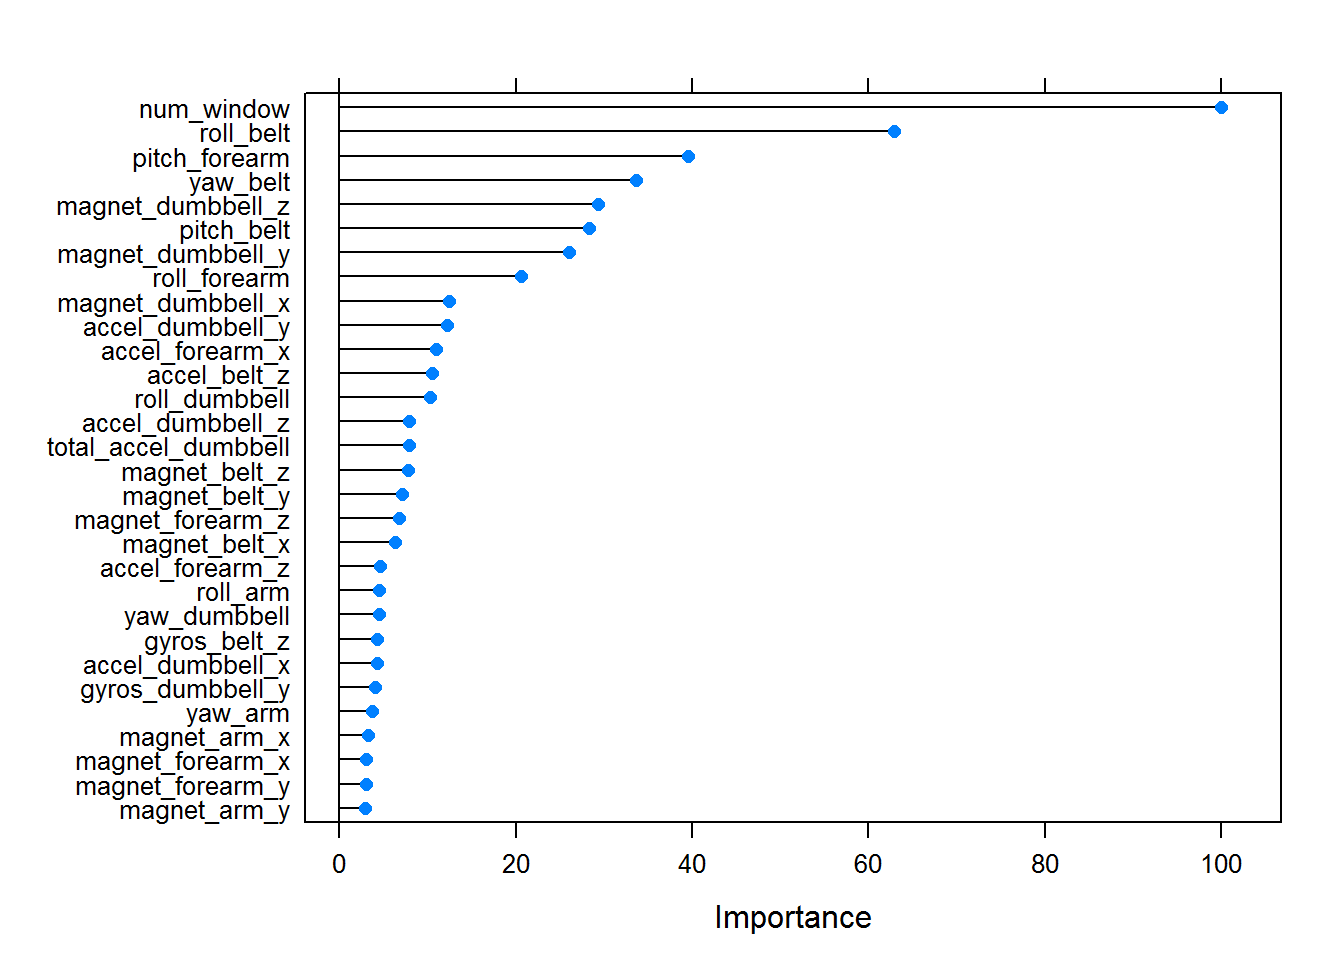 num_window
roll_belt
pitch_forearm
yaw_belt
magnet_dumbbell_z
pitch_belt
magnet_dumbbell_y
roll_forearm
magnet_dumbbell_x
accel_dumbbell_y
accel_forearm_x
accel_belt_z
roll_dumbbell
accel_dumbbell_z
total_accel_dumbbell
magnet_belt_z
magnet_belt_y
magnet_forearm_z
magnet_belt_x
accel_forearm_z
roll_arm
yaw_dumbbell
gyros_belt_z
accel_dumbbell_x
gyros_dumbbell_y
yaw_arm
magnet_arm_x
magnet_forearm_x
magnet_forearm_y
magnet_arm_y
0 20 40 60 80 100
Importance